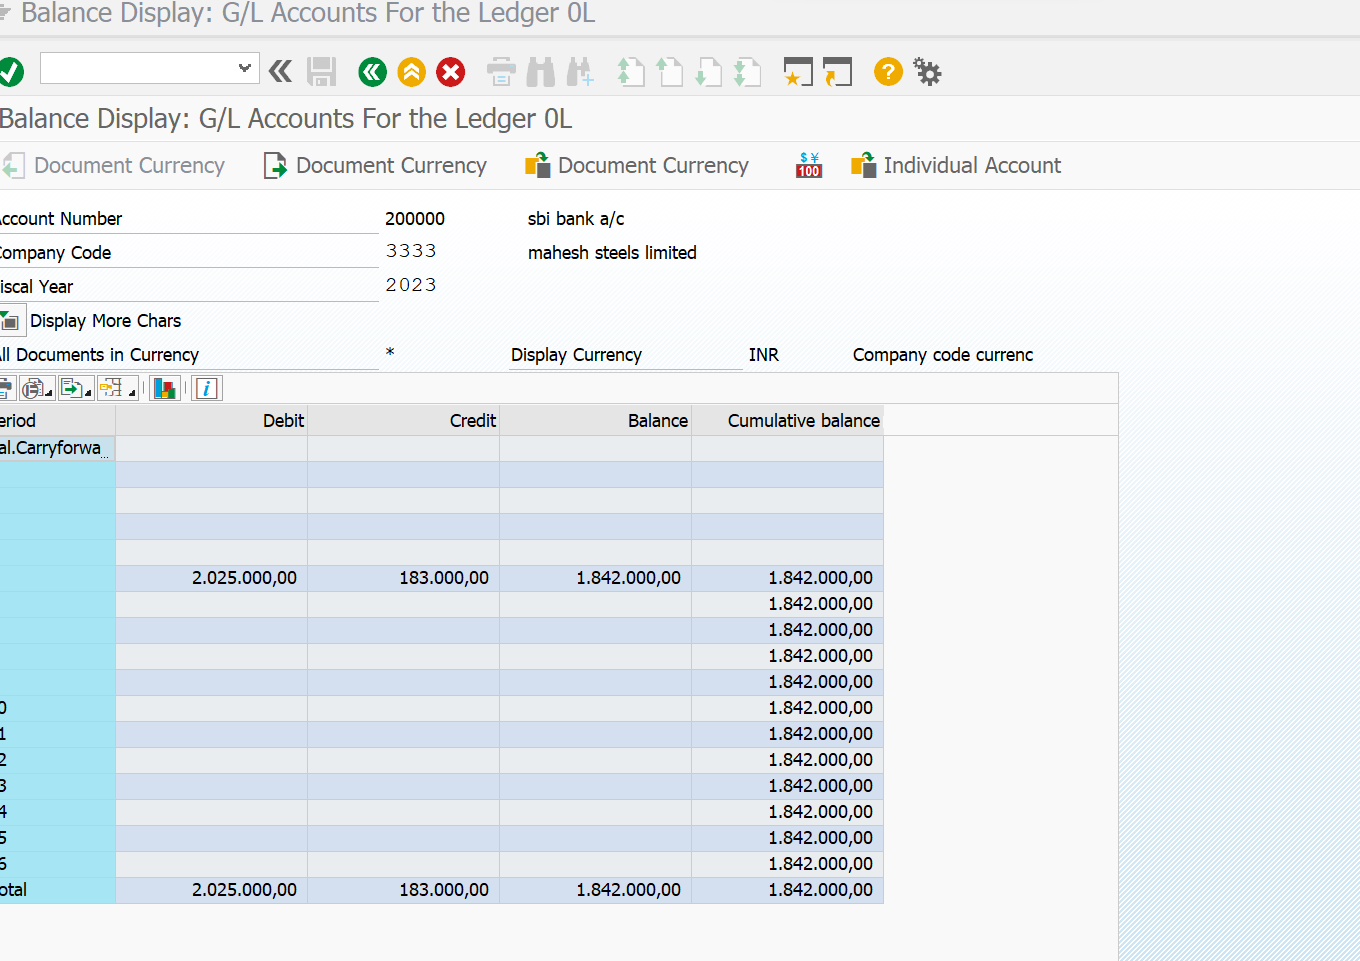 Balance Display: G/L Accounts For the Ledger 0L
Balance Display: G/L Accounts For the Ledger 0L
Document Currency Document Currency Document Currency $ ¥ 100 Individual Account
ccount Number 200000 sbi bank a/c
ompany Code 3333 mahesh steels limited
iscal Year 2023
Display More Chars
ll Documents in Currency * Display Currency INR Company code currenc
eriod Debit Credit Balance Cumulative balance
al.Carryforwa...
2.025.000,00 183.000,00 1.842.000,00 1.842.000,00
1.842.000,00
1.842.000,00
1.842.000,00
1.842.000,00
0 1.842.000,00
1 1.842.000,00
2 1.842.000,00
3 1.842.000,00
4 1.842.000,00
5 1.842.000,00
6 1.842.000,00
otal 2.025.000,00 183.000,00 1.842.000,00 1.842.000,00